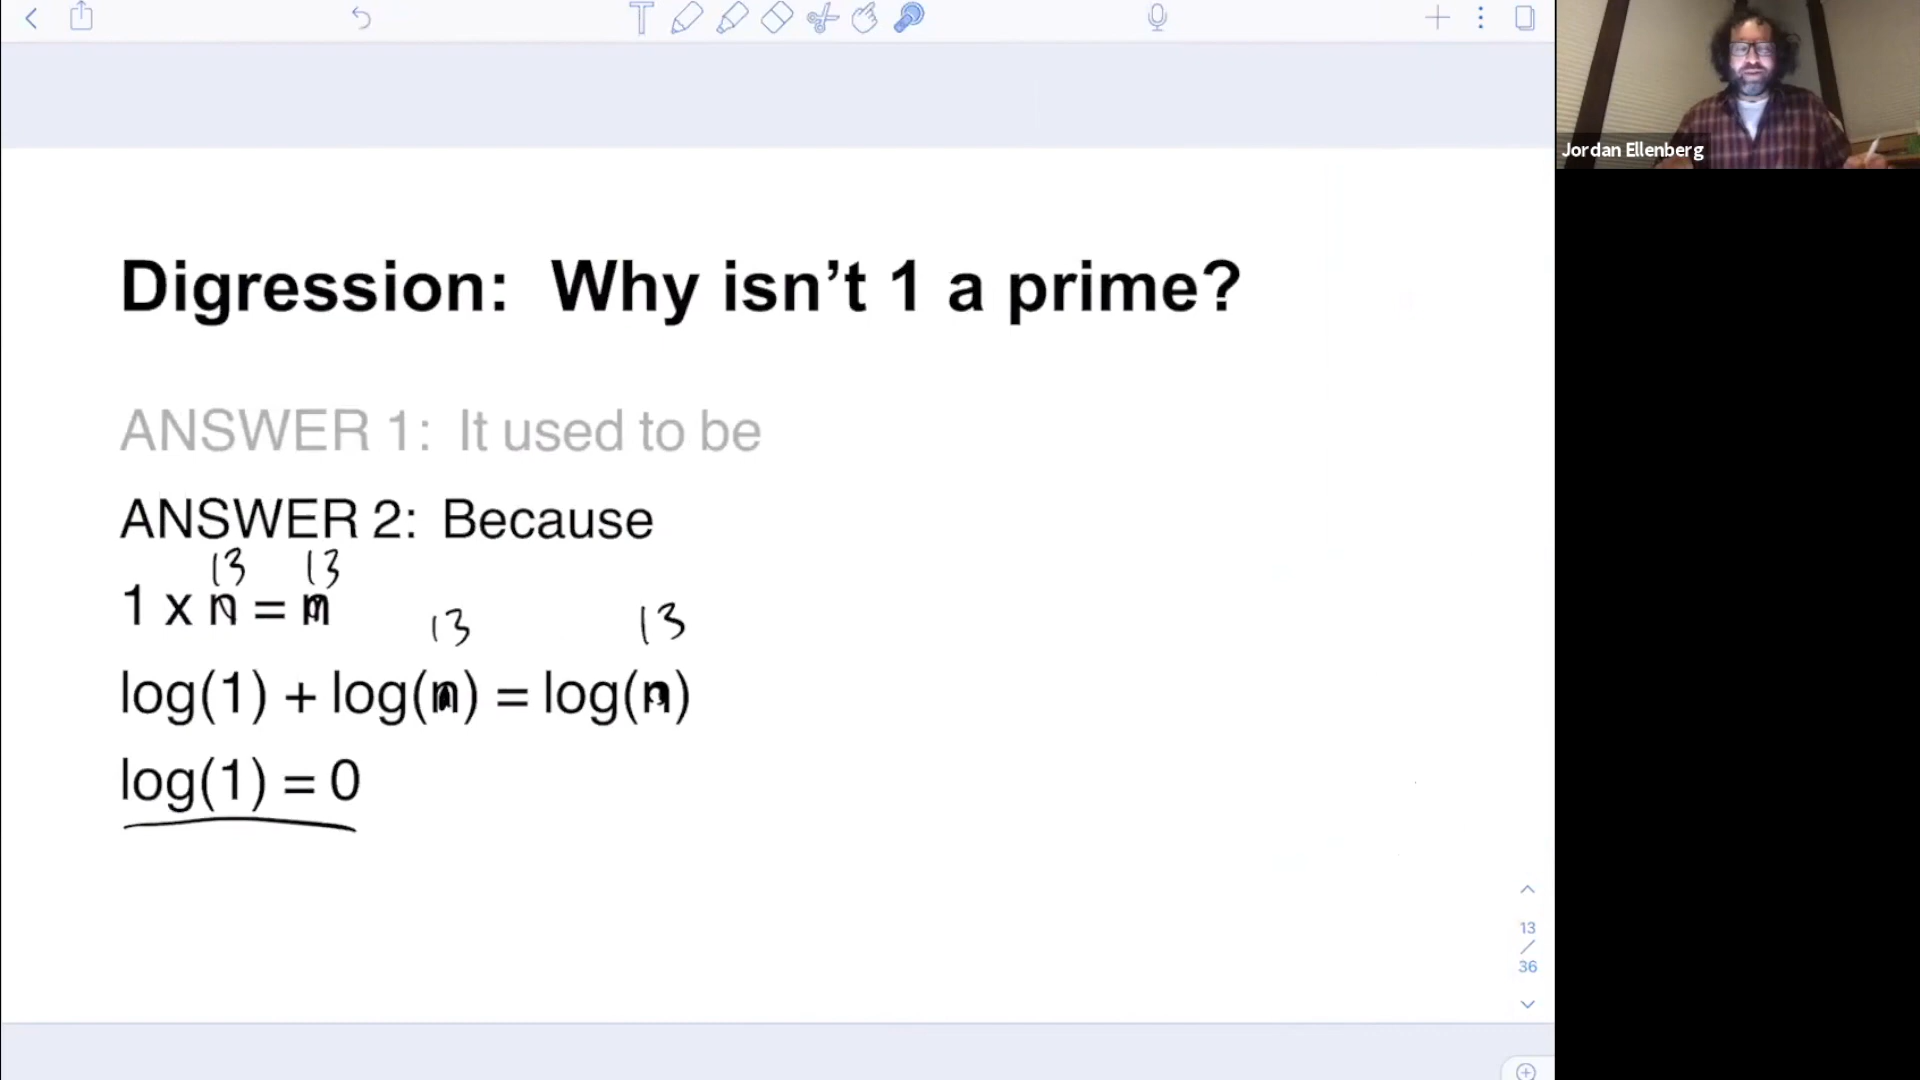 Jordan Ellenberg
Digression: Why isn’t 1 a prime?
ANSWER 1: It used to be
ANSWER 2: Because
13 13
1 x n = n
13 13
log(1) + log(n) = log(n)
log(1) = 0
13
/
36